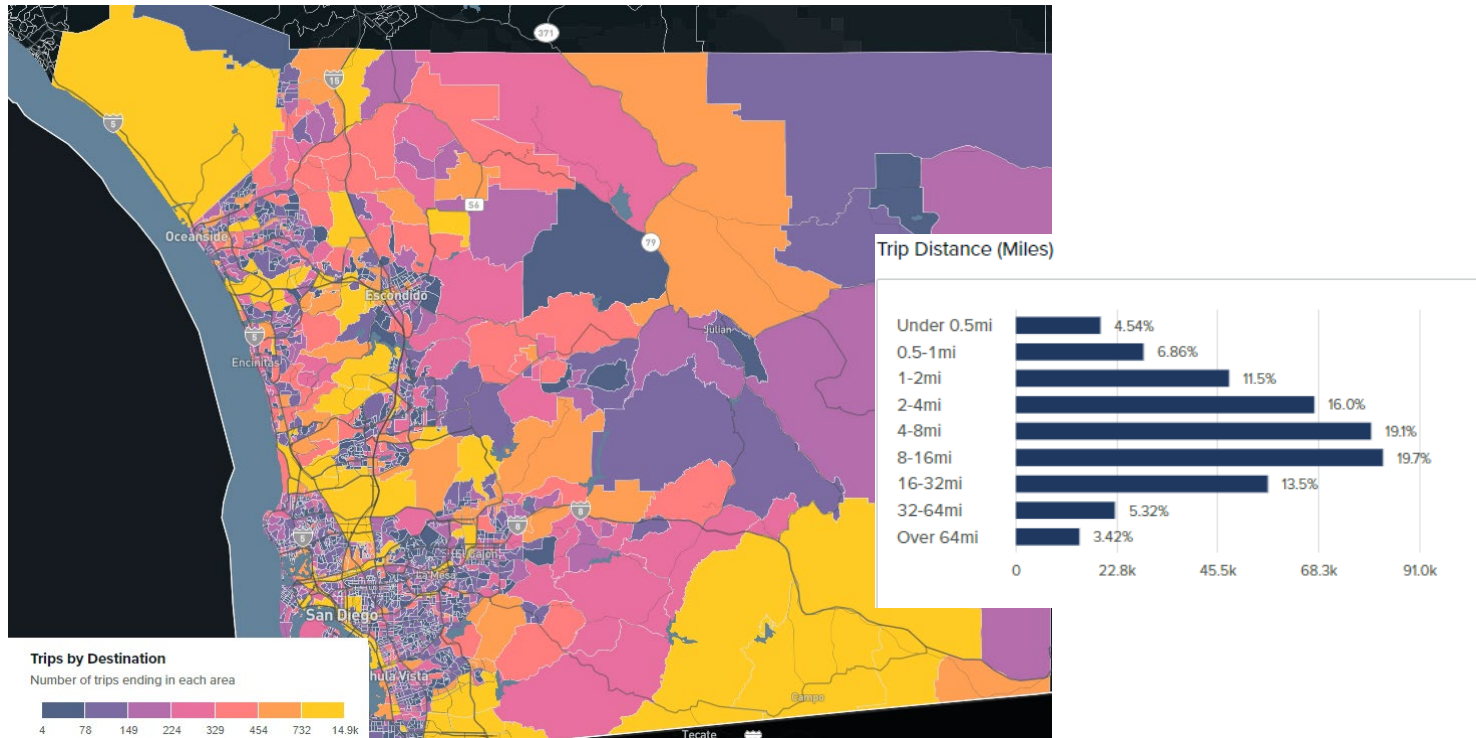 371
15
5
S6
Oceanside
79
Escondido
Julian
5
Encinitas
8
8
5
El Cajon
La Mesa
San Diego
hula Vista
Campo
Tecate
Trips by Destination
Number of trips ending in each area
4 78 149 224 329 454 732 14.9k
Trip Distance (Miles)
Under 0.5mi 4.54%
0.5-1mi 6.86%
1-2mi 11.5%
2-4mi 16.0%
4-8mi 19.1%
8-16mi 19.7%
16-32mi 13.5%
32-64mi 5.32%
Over 64mi 3.42%
0 22.8k 45.5k 68.3k 91.0k